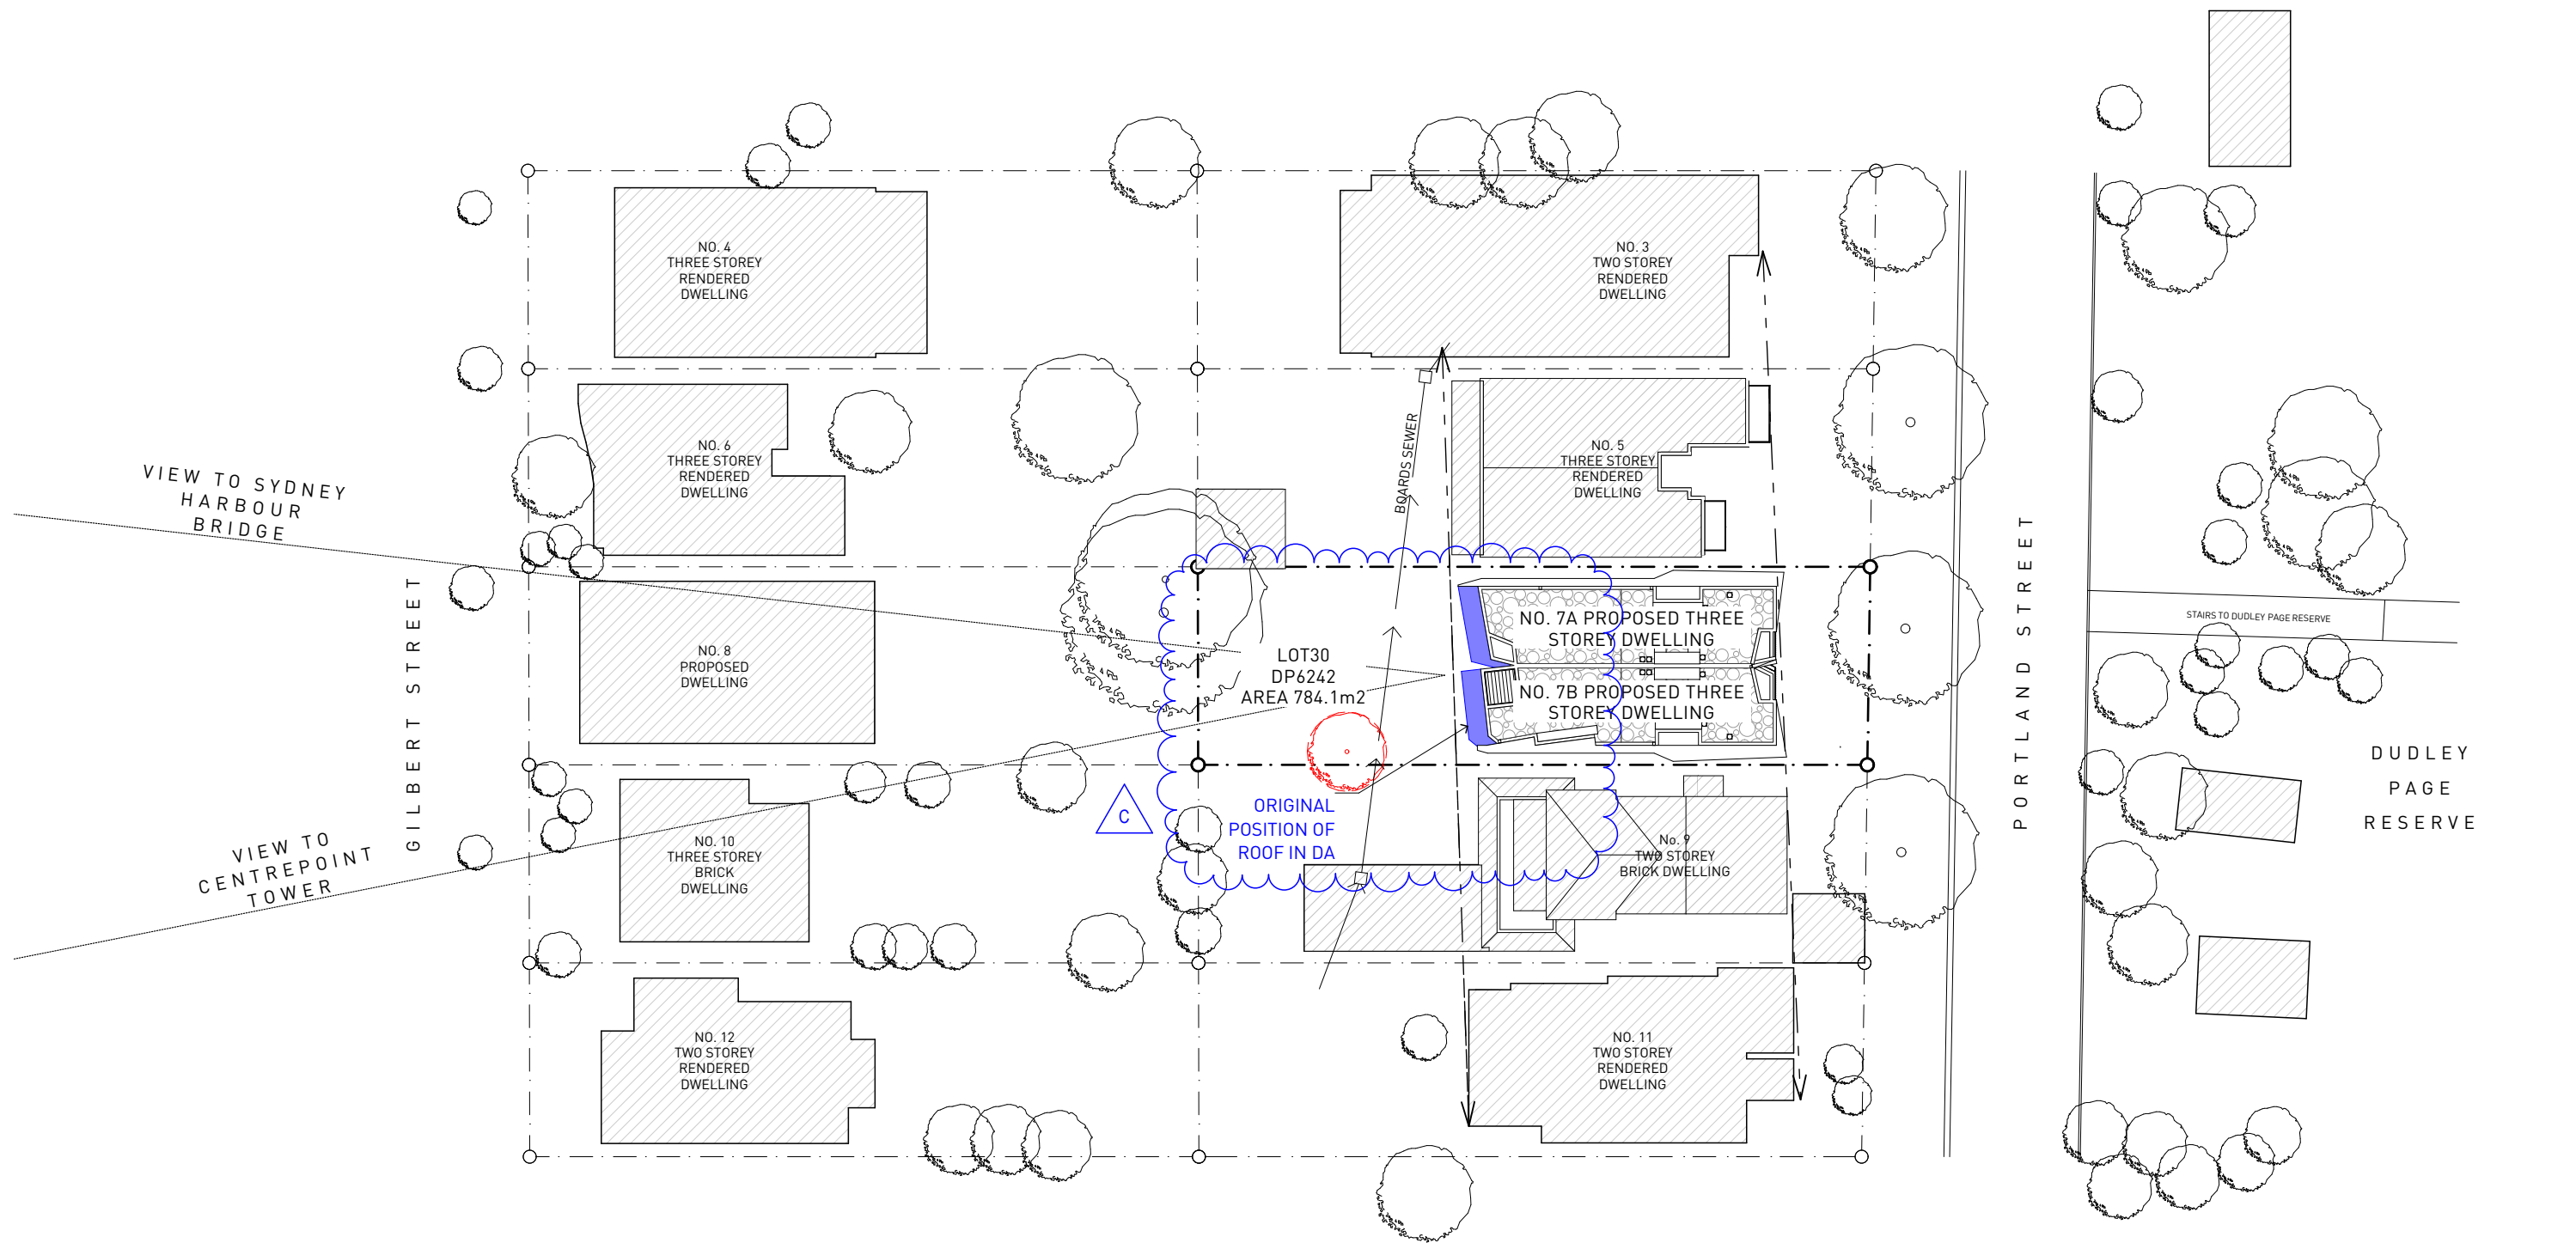 NO. 4
THREE STOREY
RENDERED
DWELLING
NO. 3
TWO STOREY
RENDERED
DWELLING
NO. 6
THREE STOREY
RENDERED
DWELLING
BOARDS SEWER
NO. 5
THREE STOREY
RENDERED
DWELLING
VIEW TO SYDNEY
HARBOUR
BRIDGE
GILBERT STREET
NO. 8
PROPOSED
DWELLING
LOT30
DP6242
AREA 784.1m2
NO. 7A PROPOSED THREE
STOREY DWELLING
NO. 7B PROPOSED THREE
STOREY DWELLING
PORTLAND STREET
STAIRS TO DUDLEY PAGE RESERVE
DUDLEY
PAGE
RESERVE
VIEW TO
CENTREPOINT
TOWER
NO. 10
THREE STOREY
BRICK
DWELLING
C
ORIGINAL
POSITION OF
ROOF IN DA
No. 9
TWO STOREY
BRICK DWELLING
NO. 12
TWO STOREY
RENDERED
DWELLING
NO. 11
TWO STOREY
RENDERED
DWELLING